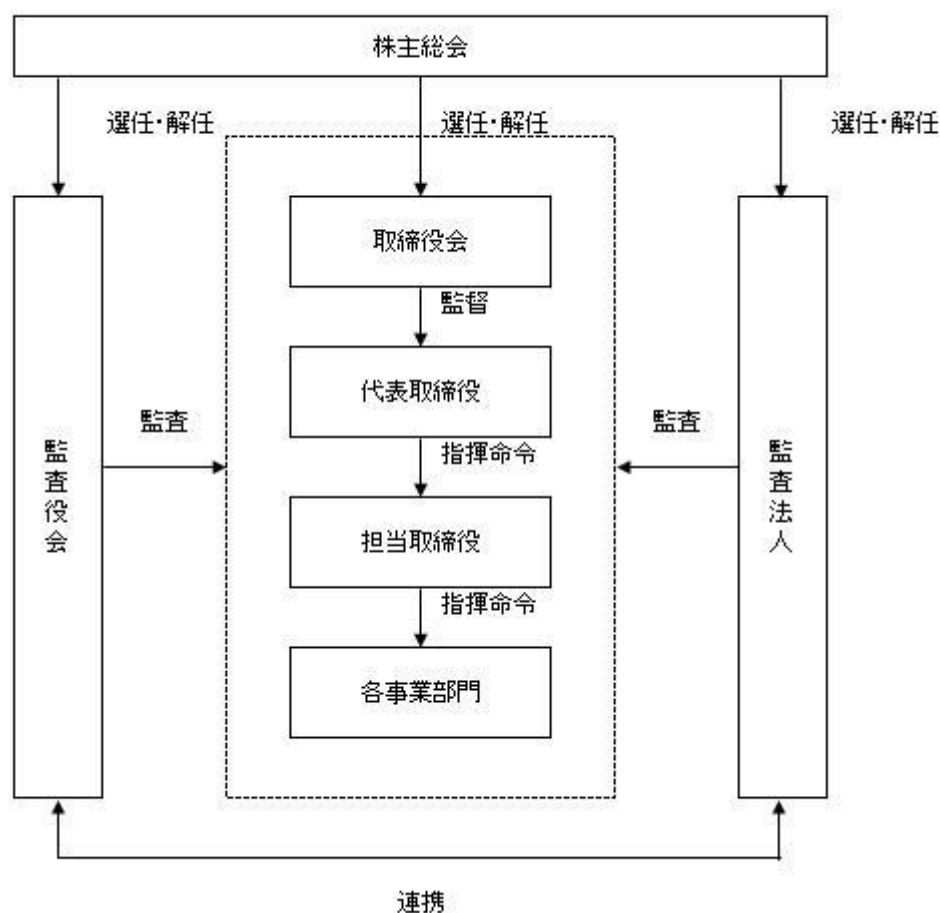 株主総会
選任・解任
選任・解任
選任・解任
取締役会
監督
代表取締役
監査
監査
指揮命令
監査役会
監査法人
担当取締役
指揮命令
各事業部門
連携